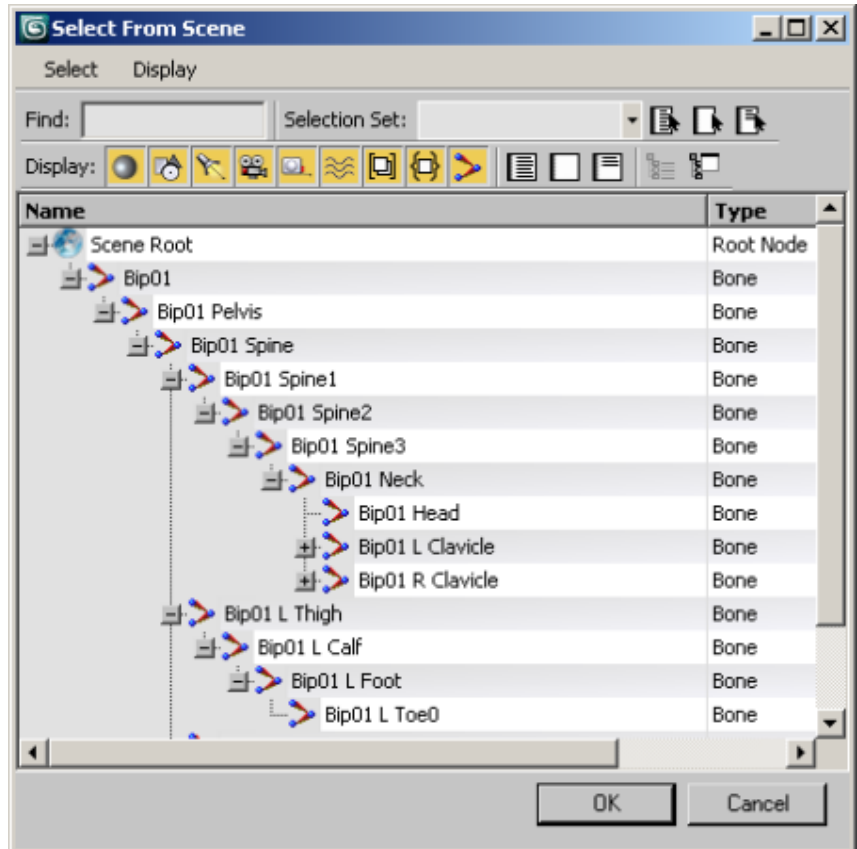 Select From Scene
Select Display
Find: Selection Set:
Display:
Name Type
Scene Root Root Node
Bip01 Bone
Bip01 Pelvis Bone
Bip01 Spine Bone
Bip01 Spine1 Bone
Bip01 Spine2 Bone
Bip01 Spine3 Bone
Bip01 Neck Bone
Bip01 Head Bone
Bip01 L Clavicle Bone
Bip01 R Clavicle Bone
Bip01 L Thigh Bone
Bip01 L Calf Bone
Bip01 L Foot Bone
Bip01 L Toe0 Bone
OK Cancel